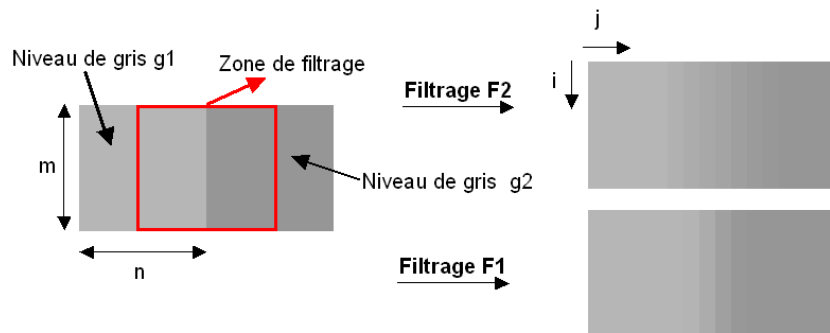 Niveau de gris g1
Zone de filtrage
j
i
Filtrage F2
m
Niveau de gris g2
n
Filtrage F1